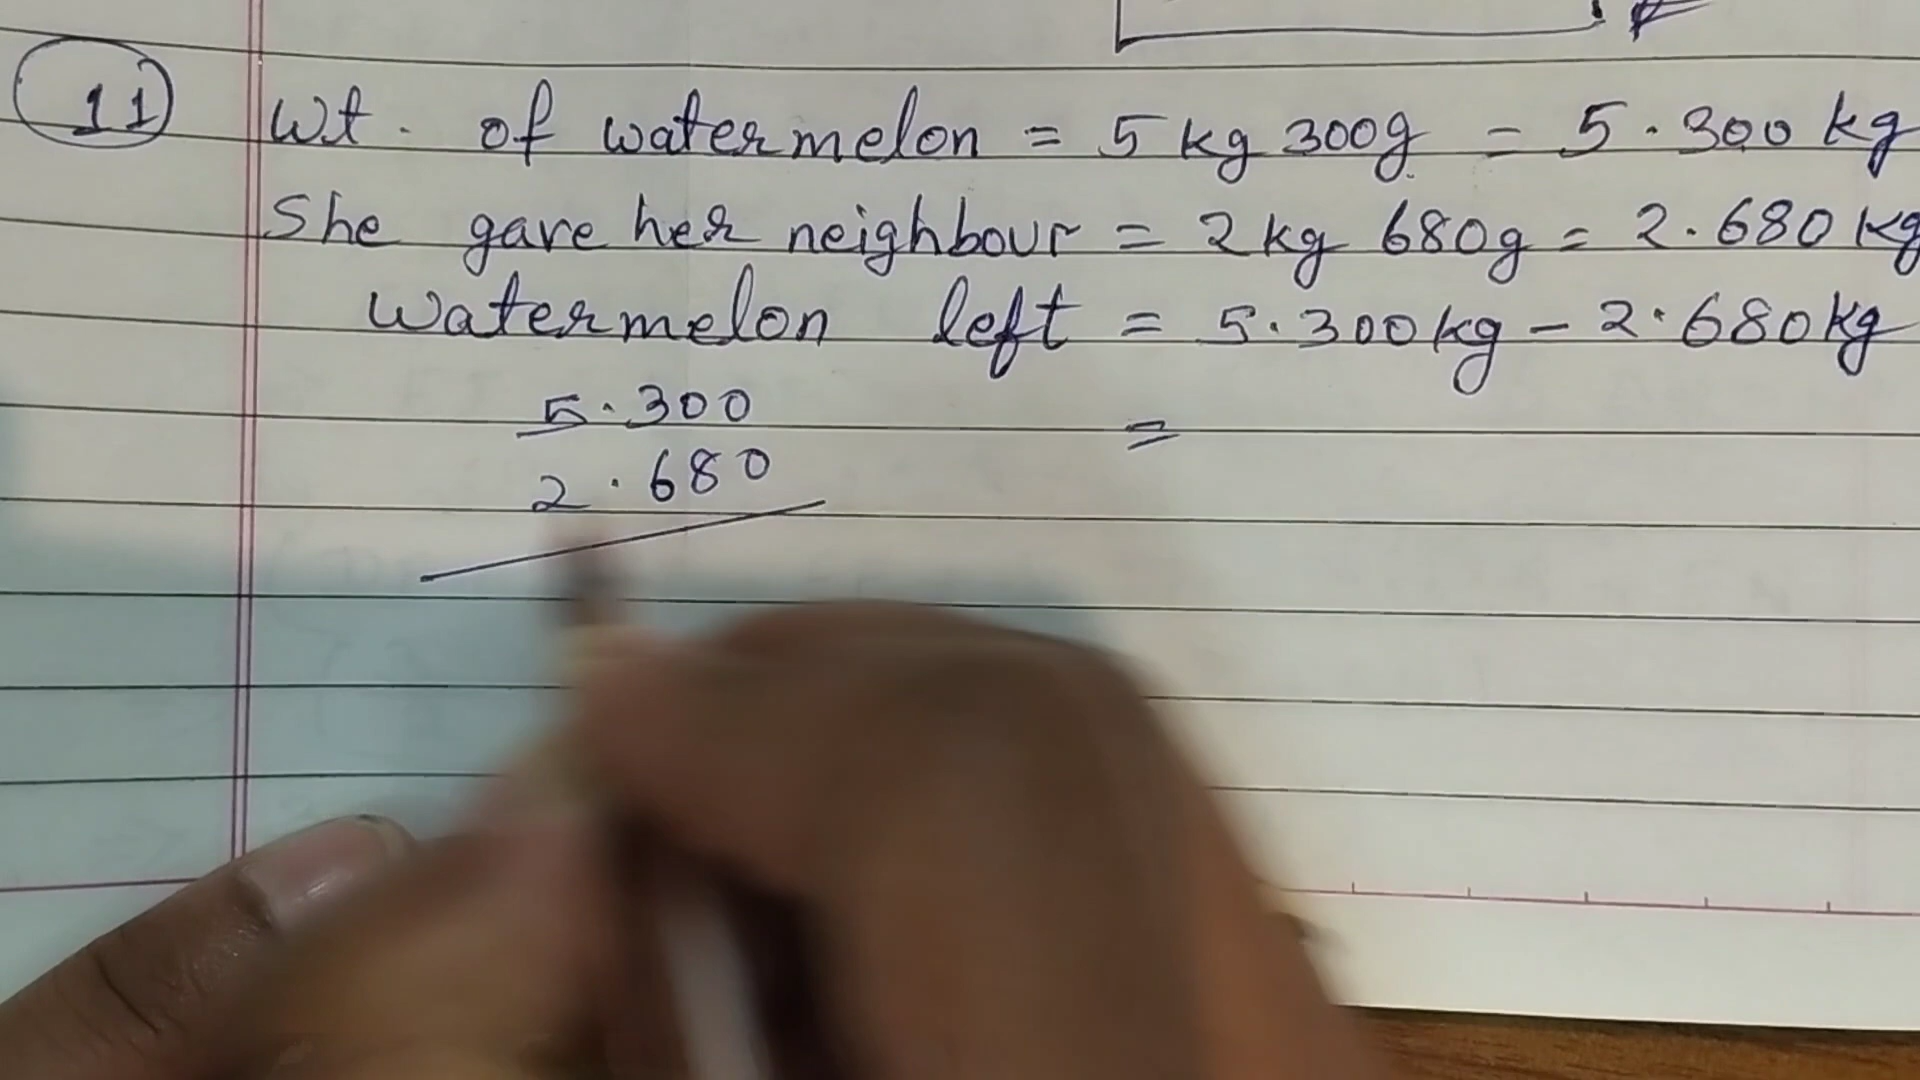 11 Wt. of watermelon = 5 kg 300g = 5.300 kg
She gave her neighbour = 2 kg 680g = 2.680 kg
Watermelon left = 5.300 kg - 2.680 kg
5.300 =
2.680